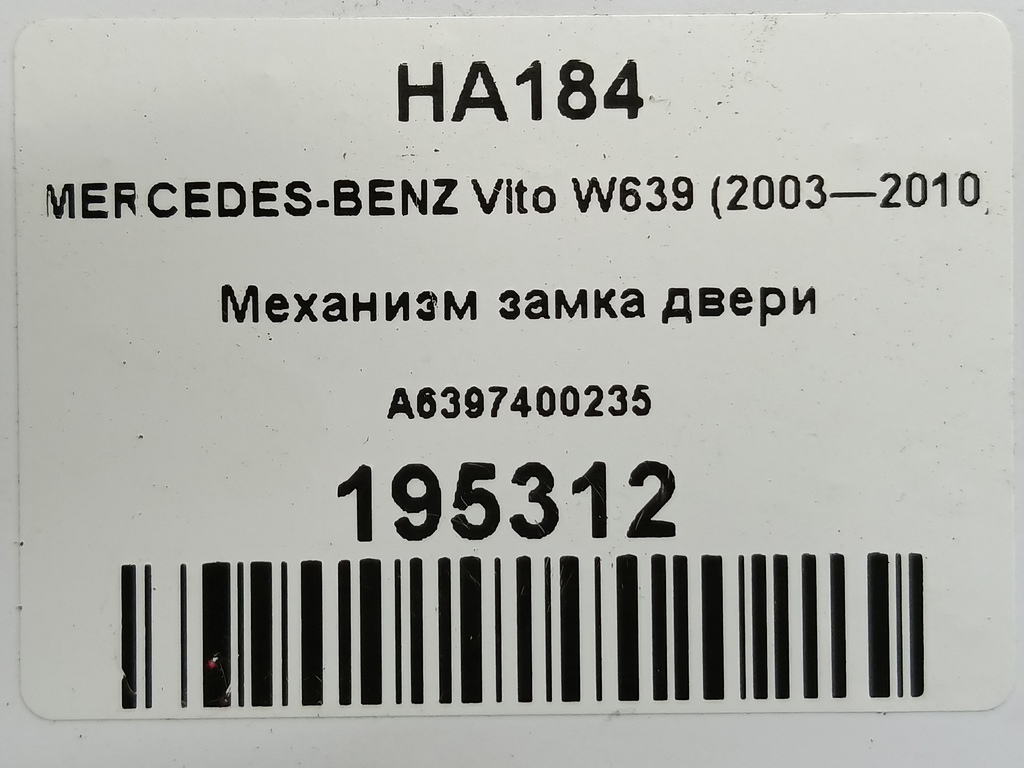 HA184
MERCEDES-BENZ Vito W639 (2003—2010
Механизм замка двери
A6397400235
195312